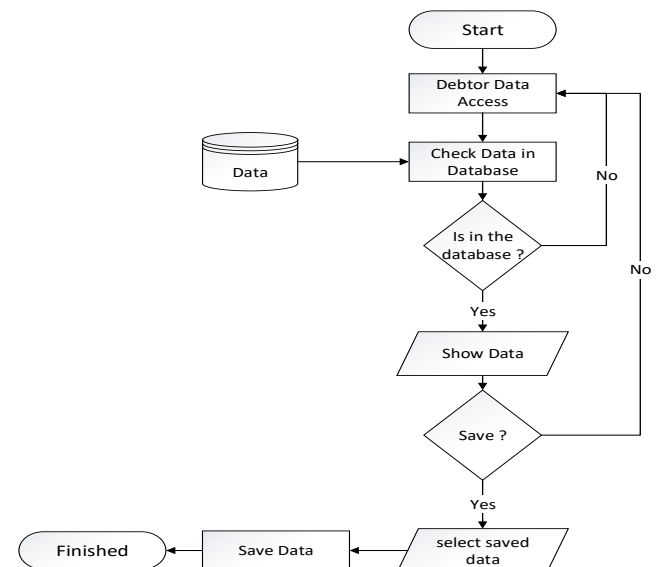 Start
Debtor Data
Access
Check Data in
Database
Data
No
Is in the
database ?
No
Yes
Show Data
Save ?
Yes
select saved
data
Save Data
Finished